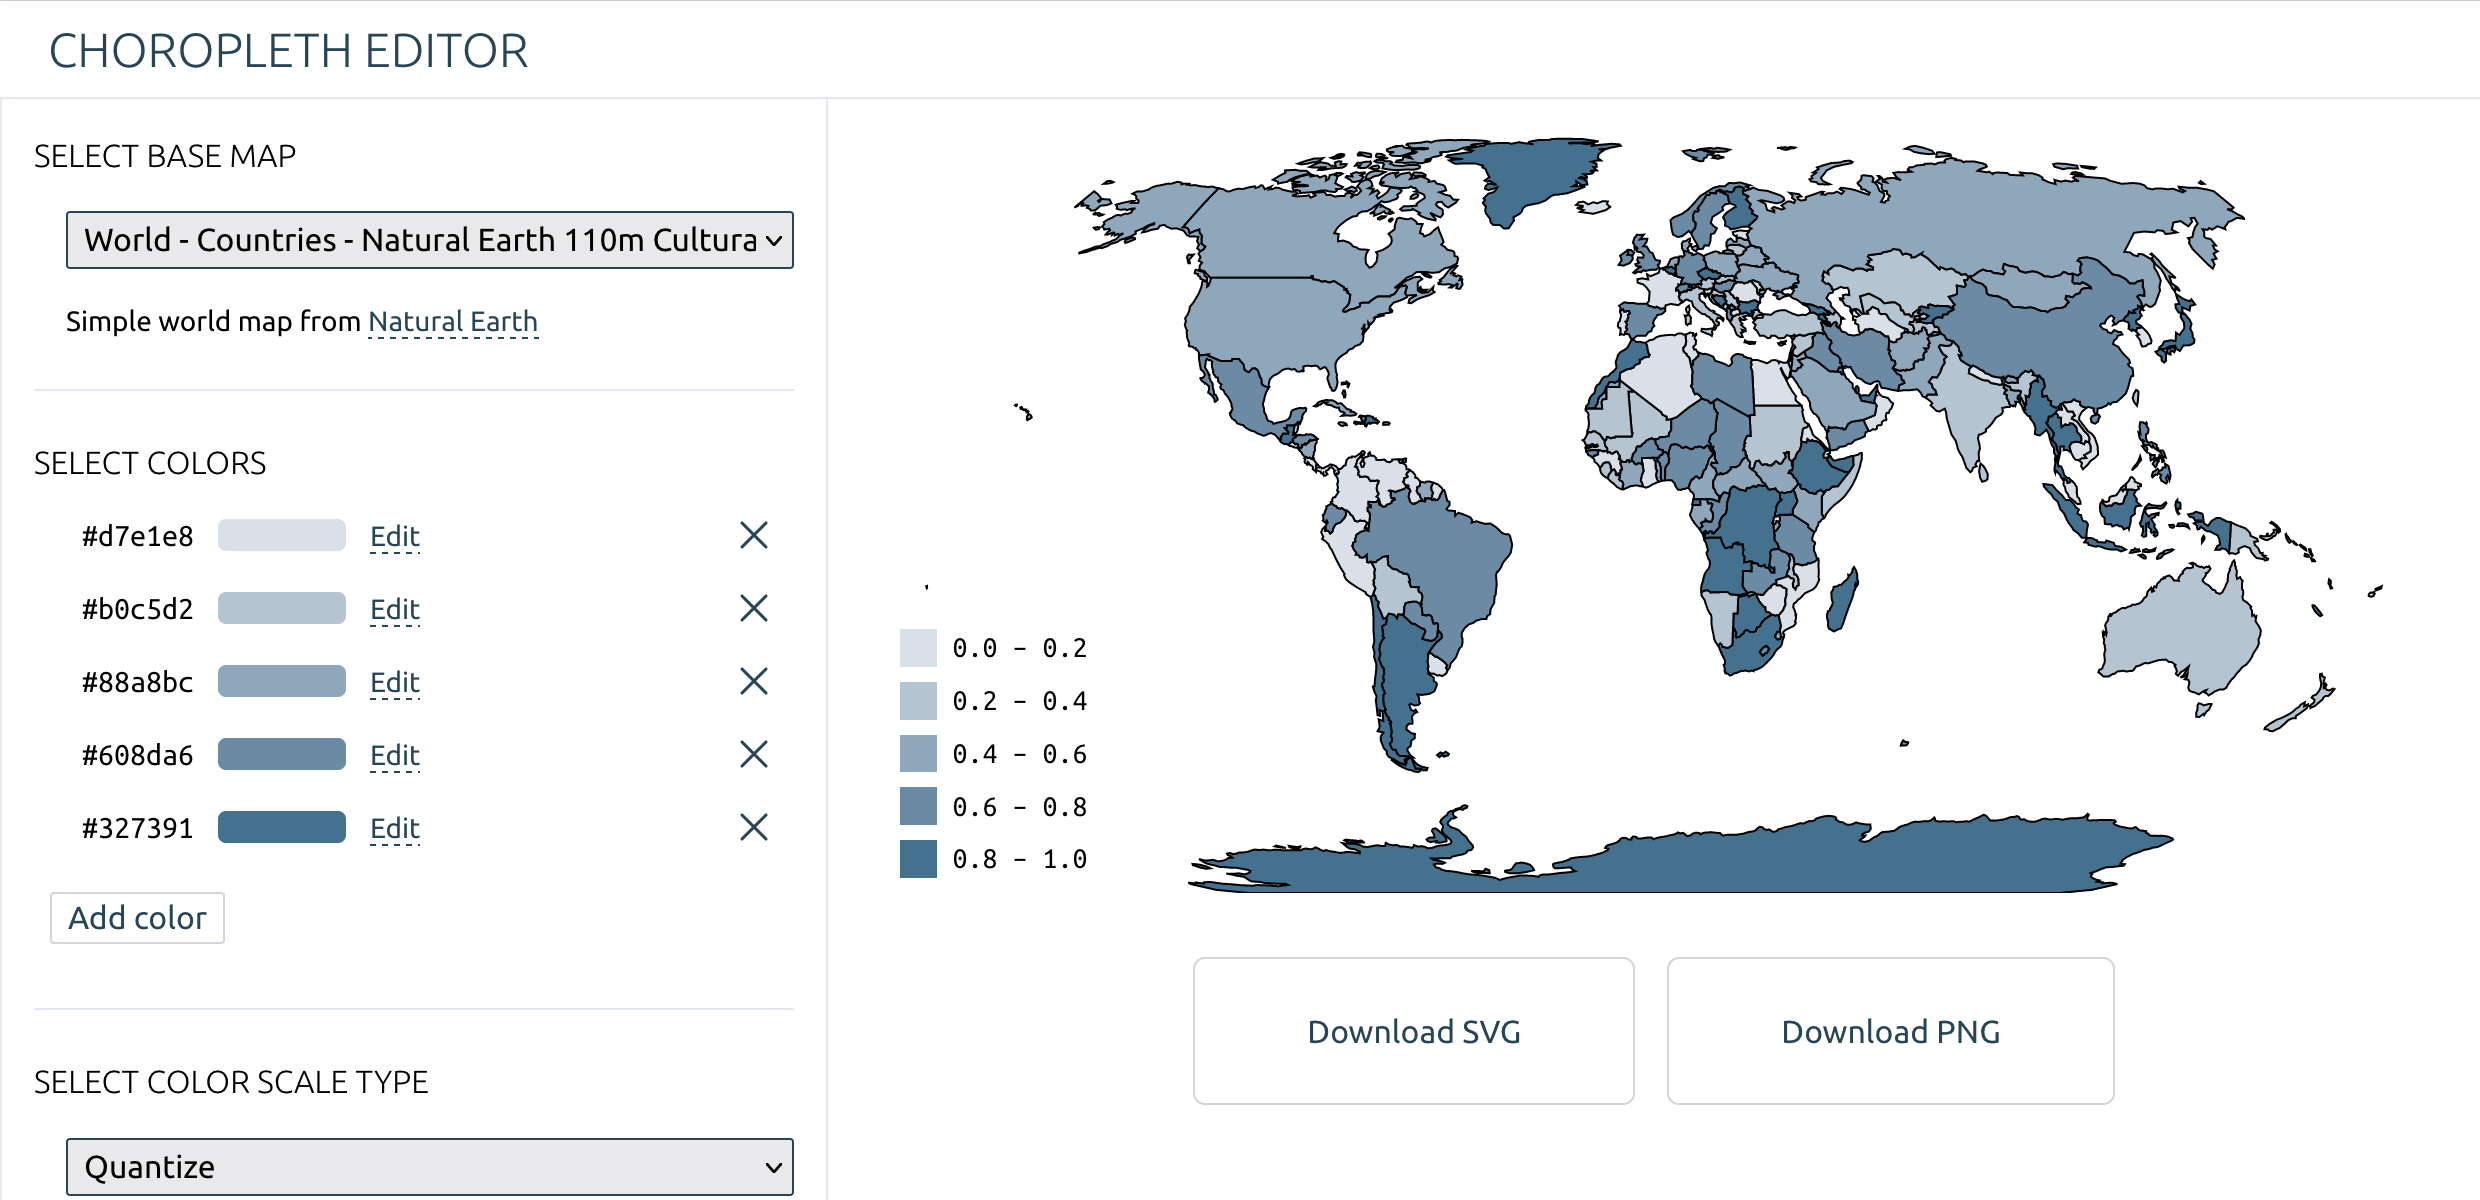 CHOROPLETH EDITOR
SELECT BASE MAP
World - Countries - Natural Earth 110m Cultura
Simple world map from Natural Earth
SELECT COLORS
#d7e1e8 Edit
#b0c5d2 Edit
#88a8bc Edit
#608da6 Edit
#327391 Edit
Add color
SELECT COLOR SCALE TYPE
Quantize
0.0 – 0.2
0.2 – 0.4
0.4 – 0.6
0.6 – 0.8
0.8 – 1.0
Download SVG
Download PNG